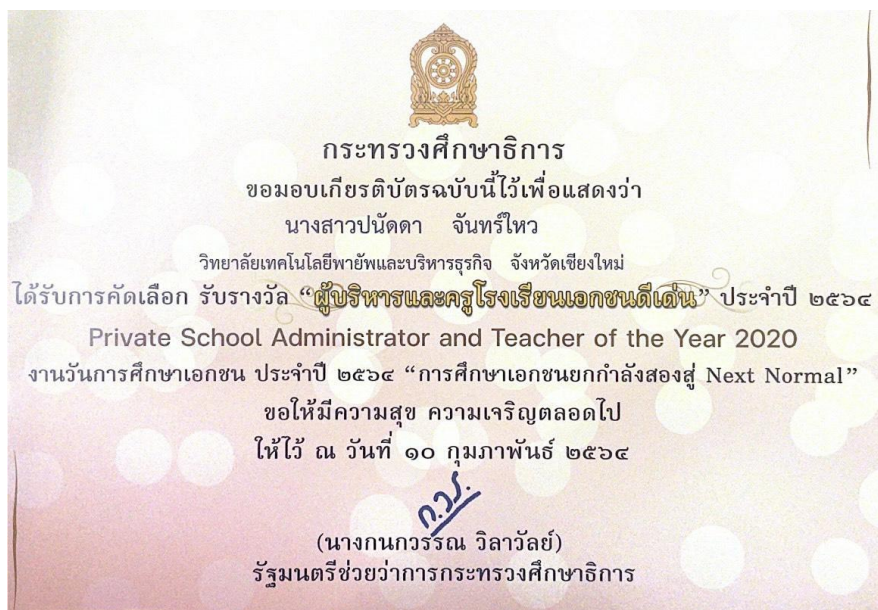 กระทรวงศึกษาธิการ
ขอมอบเกียรติบัตรฉบับนี้ไว้เพื่อแสดงว่า
นางสาวปนัดดา จันทร์ไหว
วิทยาลัยเทคโนโลยีพายัพและบริหารธุรกิจ จังหวัดเชียงใหม่
ได้รับการคัดเลือก รับรางวัล “ผู้บริหารและครูโรงเรียนเอกชนดีเด่น” ประจำปี ๒๕๖๔
Private School Administrator and Teacher of the Year 2020
งานวันการศึกษาเอกชน ประจำปี ๒๕๖๔ “การศึกษาเอกชนยกกำลังสองสู่ Next Normal”
ขอให้มีความสุข ความเจริญตลอดไป
ให้ไว้ ณ วันที่ ๑๐ กุมภาพันธ์ ๒๕๖๔
ก.วร.
(นางกนกวรรณ วิลาวัลย์)
รัฐมนตรีช่วยว่าการกระทรวงศึกษาธิการ